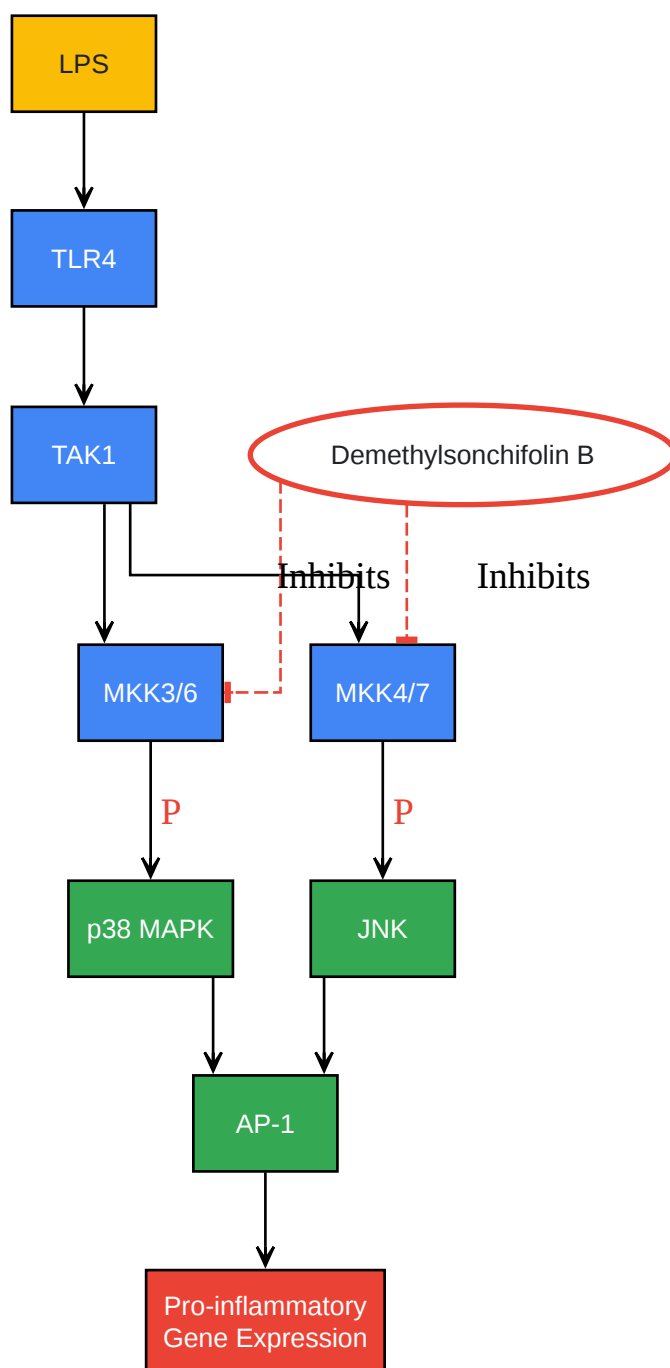 LPS
TLR4
TAK1
Demethylsonchifolin B
Inhibits
Inhibits
MKK3/6
MKK4/7
P
P
p38 MAPK
JNK
AP-1
Pro-inflammatory
Gene Expression